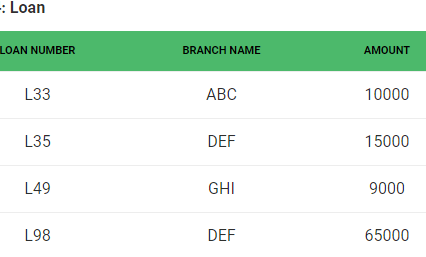 : Loan
LOAN NUMBER BRANCH NAME AMOUNT
L33 ABC 10000
L35 DEF 15000
L49 GHI 9000
L98 DEF 65000